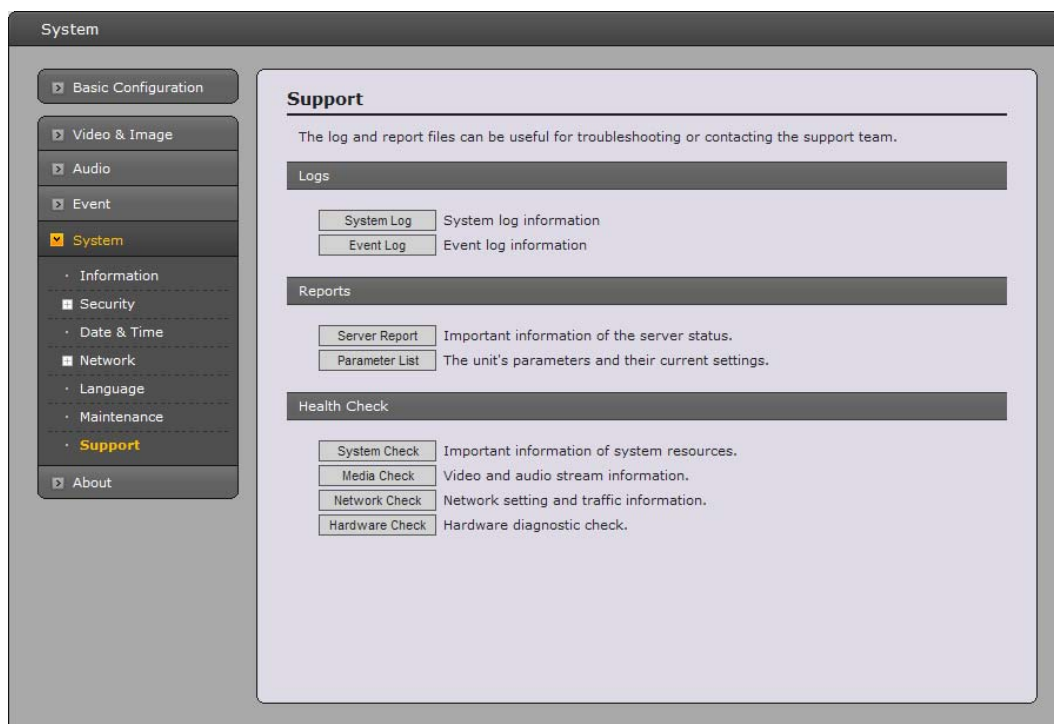 System
Basic Configuration
Video & Image
Audio
Event
System
Information
Security
Date & Time
Network
Language
Maintenance
Support
About
Support
The log and report files can be useful for troubleshooting or contacting the support team.
Logs
System Log System log information
Event Log Event log information
Reports
Server Report Important information of the server status.
Parameter List The unit's parameters and their current settings.
Health Check
System Check Important information of system resources.
Media Check Video and audio stream information.
Network Check Network setting and traffic information.
Hardware Check Hardware diagnostic check.